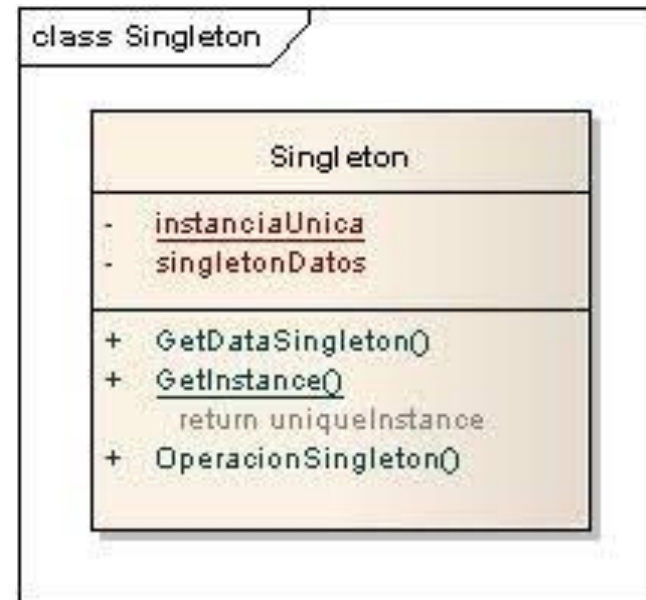 class Singleton
Singleton
- instanciaUnica
- singletonDatos
+ GetDataSingleton()
+ GetInstance()
return uniqueInstance
+ OperacionSingleton()